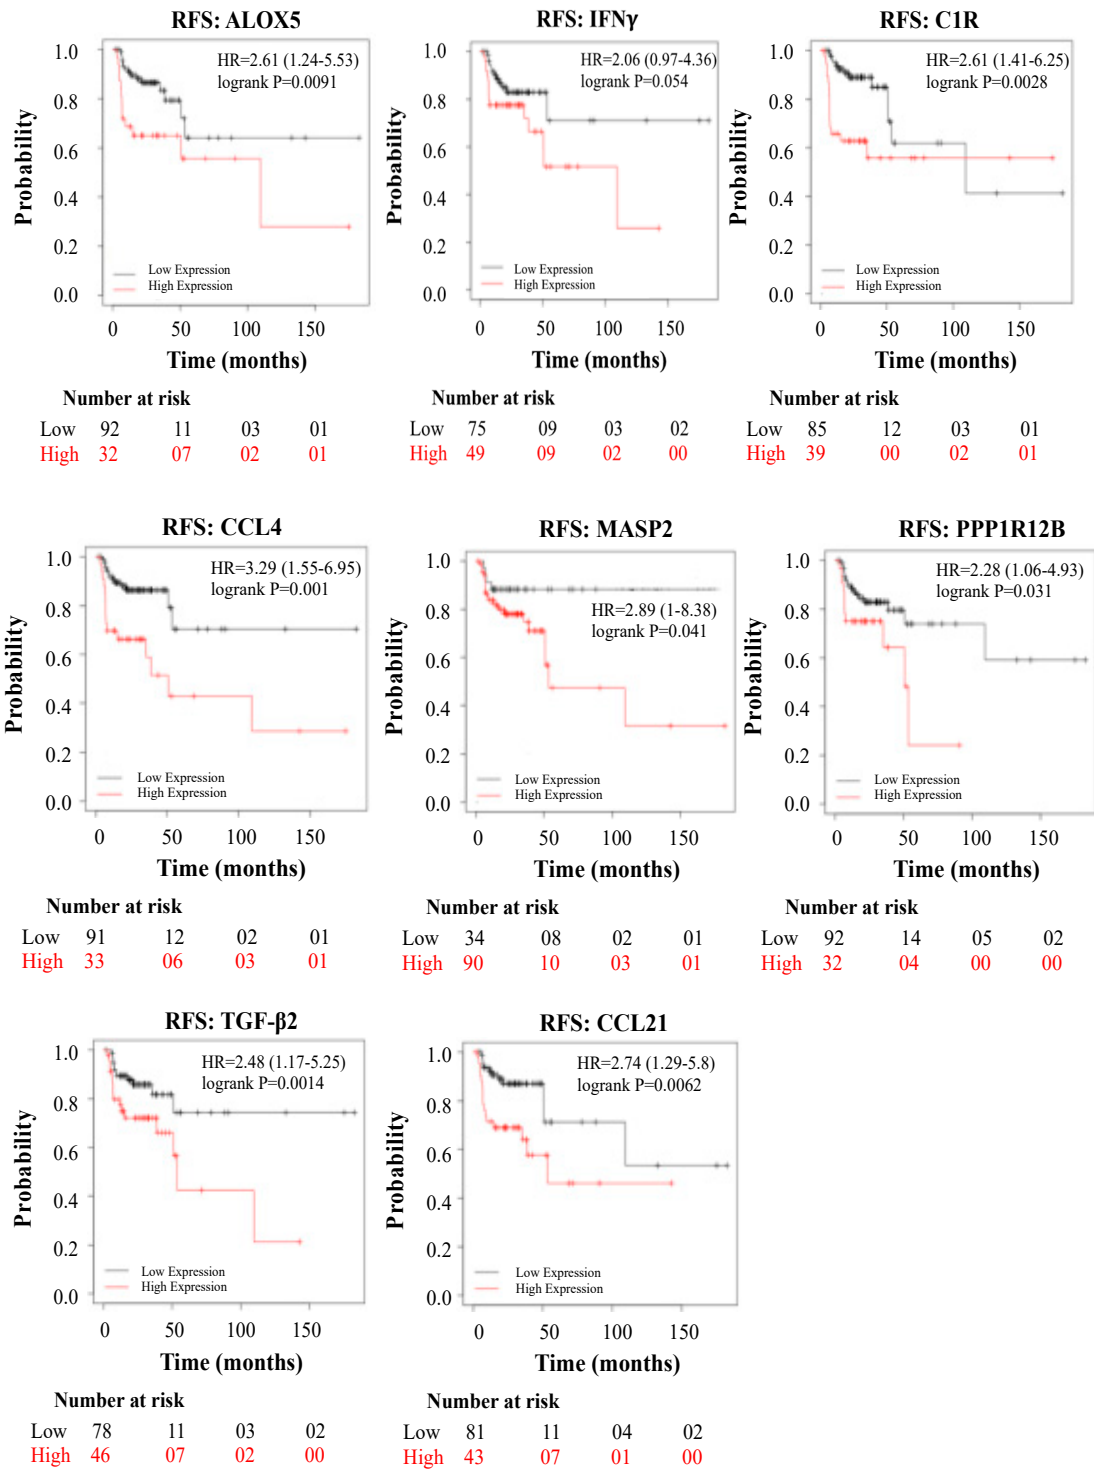 RFS: ALOX5
HR=2.61 (1.24-5.53)
logrank P=0.0091
Probability
1.0
0.8
0.6
0.4
0.2
0.0
Low Expression
High Expression
0 50 100 150
Time (months)
Number at risk
Low 92 11 03 01
High 32 07 02 01
RFS: IFNγ
HR=2.06 (0.97-4.36)
logrank P=0.054
Probability
1.0
0.8
0.6
0.4
0.2
0.0
Low Expression
High Expression
0 50 100 150
Time (months)
Number at risk
Low 75 09 03 02
High 49 09 02 00
RFS: C1R
HR=2.61 (1.41-6.25)
logrank P=0.0028
Probability
1.0
0.8
0.6
0.4
0.2
0.0
Low Expression
High Expression
0 50 100 150
Time (months)
Number at risk
Low 85 12 03 01
High 39 00 02 01
RFS: CCL4
HR=3.29 (1.55-6.95)
logrank P=0.001
Probability
1.0
0.8
0.6
0.4
0.2
0.0
Low Expression
High Expression
0 50 100 150
Time (months)
Number at risk
Low 91 12 02 01
High 33 06 03 01
RFS: MASP2
HR=2.89 (1-8.38)
logrank P=0.041
Probability
1.0
0.8
0.6
0.4
0.2
0.0
Low Expression
High Expression
0 50 100 150
Time (months)
Number at risk
Low 34 08 02 01
High 90 10 03 01
RFS: PPP1R12B
HR=2.28 (1.06-4.93)
logrank P=0.031
Probability
1.0
0.8
0.6
0.4
0.2
0.0
Low Expression
High Expression
0 50 100 150
Time (months)
Number at risk
Low 92 14 05 02
High 32 04 00 00
RFS: TGF-β2
HR=2.48 (1.17-5.25)
logrank P=0.0014
Probability
1.0
0.8
0.6
0.4
0.2
0.0
Low Expression
High Expression
0 50 100 150
Time (months)
Number at risk
Low 78 11 03 02
High 46 07 02 00
RFS: CCL21
HR=2.74 (1.29-5.8)
logrank P=0.0062
Probability
1.0
0.8
0.6
0.4
0.2
0.0
Low Expression
High Expression
0 50 100 150
Time (months)
Number at risk
Low 81 11 04 02
High 43 07 01 00